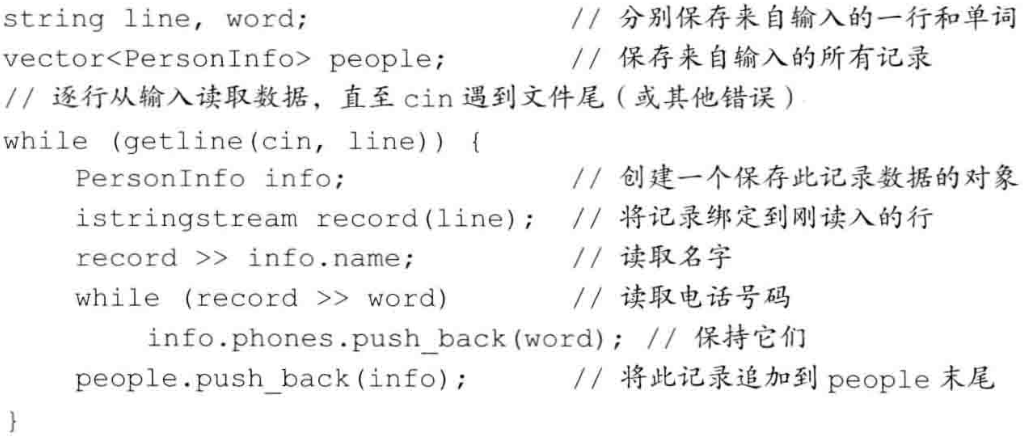 string line, word; // 分别保存来自输入的一行和单词
vector<PersonInfo> people; // 保存来自输入的所有记录
// 逐行从输入读取数据，直至 cin 遇到文件尾（或其他错误）
while (getline(cin, line)) {
PersonInfo info; // 创建一个保存此记录数据的对象
istringstream record(line); // 将记录绑定到刚读入的行
record >> info.name; // 读取名字
while (record >> word) // 读取电话号码
info.phones.push_back(word); // 保持它们
people.push_back(info); // 将此记录追加到 people 末尾
}